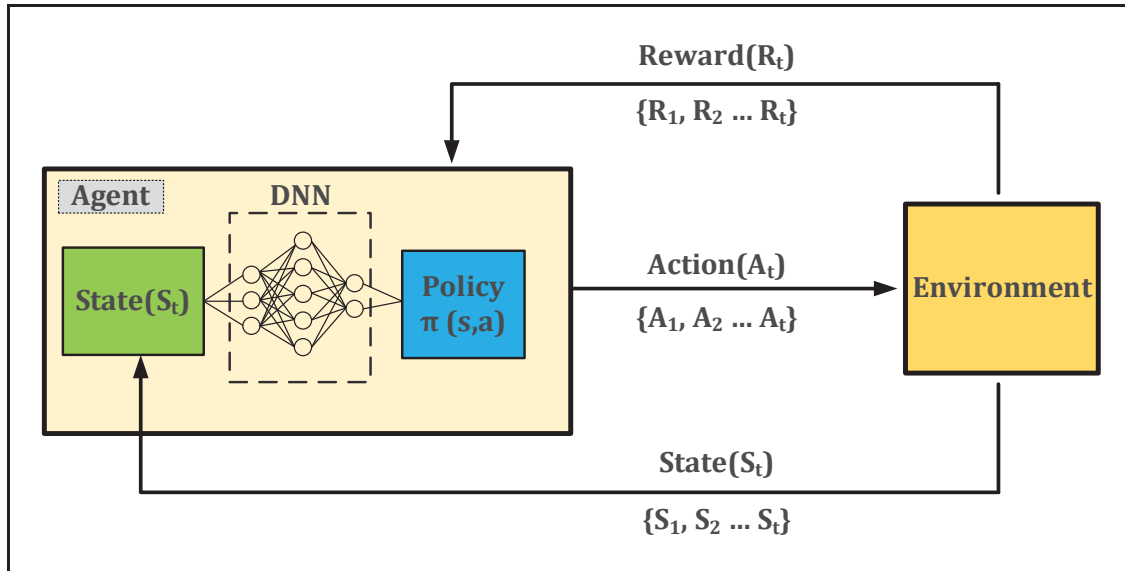 Reward(Rₜ)
{R₁, R₂ ... Rₜ}
Agent
DNN
State(Sₜ)
Policy
π (s,a)
Action(Aₜ)
{A₁, A₂ ... Aₜ}
Environment
State(Sₜ)
{S₁, S₂ ... Sₜ}